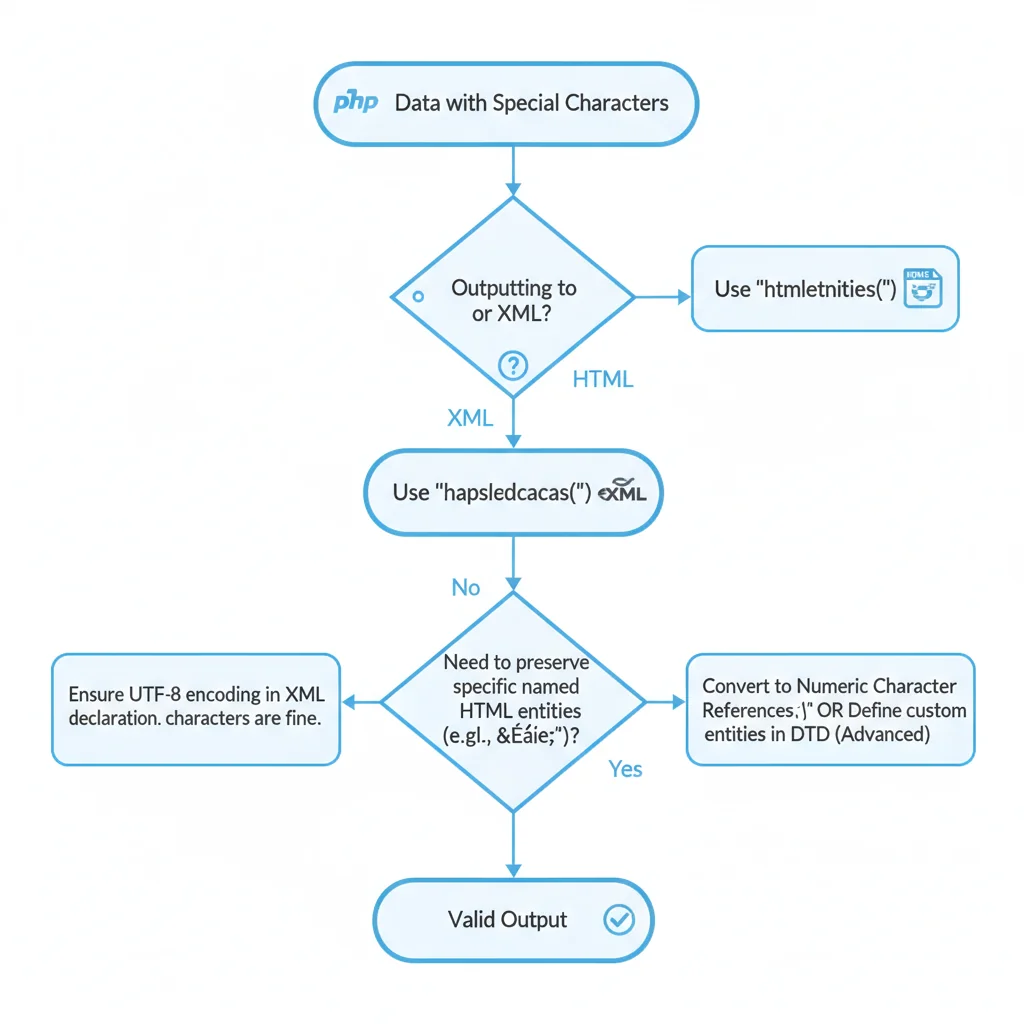 php Data with Special Characters
Outputting to
or XML?
Use "htmletnities(")
HTML
XML
Use "hapsledcacas(") XML
No
Need to preserve
specific named
HTML entities
(e.gl., &Éáie;")?
Ensure UTF-8 encoding in XML
declaration. characters are fine.
Convert to Numeric Character
References,;\" OR Define custom
entities in DTD (Advanced)
Yes
Valid Output